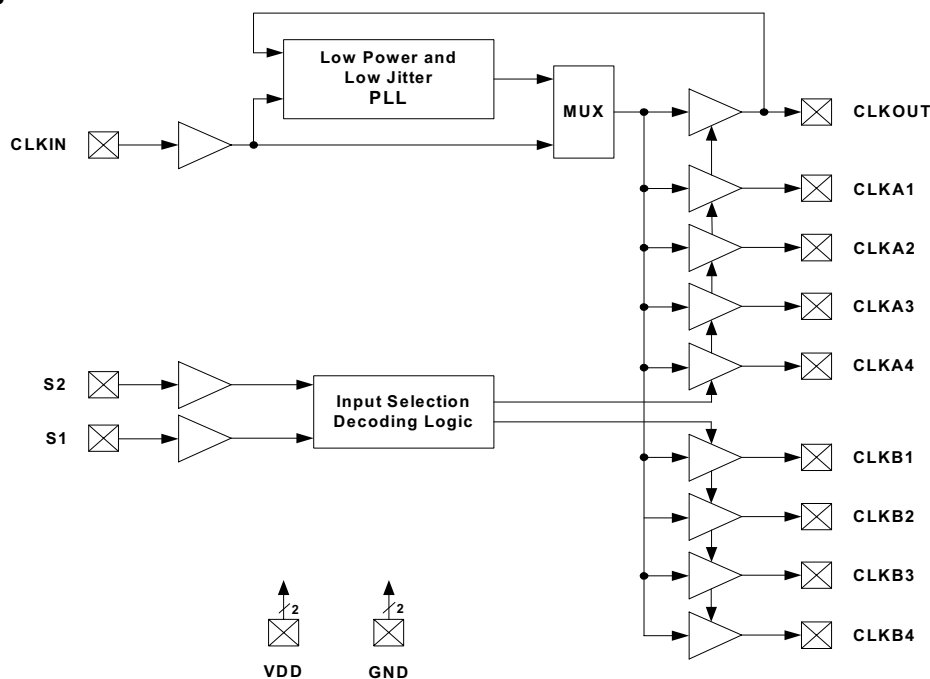 Low Power and
Low Jitter
PLL
MUX
CLKIN
CLKOUT
CLKA1
CLKA2
CLKA3
CLKA4
S2
S1
Input Selection
Decoding Logic
CLKB1
CLKB2
CLKB3
CLKB4
2
2
VDD
GND